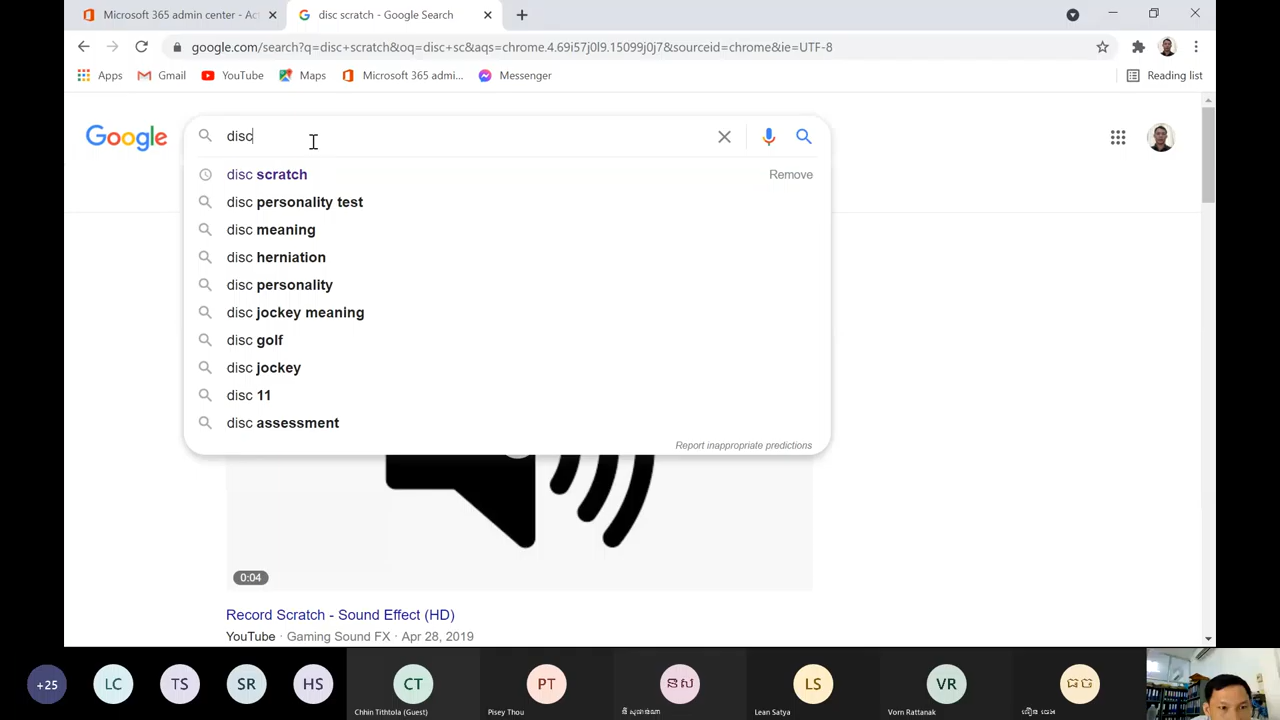 Microsoft 365 admin center - Ac
disc scratch - Google Search
google.com/search?q=disc+scratch&oq=disc+sc&aqs=chrome.4.69i57j0l9.15099j0j7&sourceid=chrome&ie=UTF-8
Apps
Gmail
YouTube
Maps
Microsoft 365 admi...
Messenger
Reading list
Google
disc
disc scratch
Remove
disc personality test
disc meaning
disc herniation
disc personality
disc jockey meaning
disc golf
disc jockey
disc 11
disc assessment
Report inappropriate predictions
0:04
Record Scratch - Sound Effect (HD)
YouTube · Gaming Sound FX · Apr 28, 2019
+25
LC
TS
SR
HS
CT
PT
នស
LS
VR
ធច
Chhin Tithtola (Guest)
Pisey Thou
Lean Satya
Vorn Rattanak